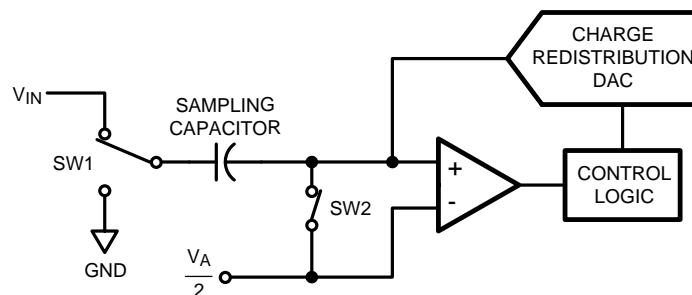 CHARGE
REDISTRIBUTION
DAC
VIN
SAMPLING
CAPACITOR
SW1
+
-
CONTROL
LOGIC
SW2
GND
VA
2